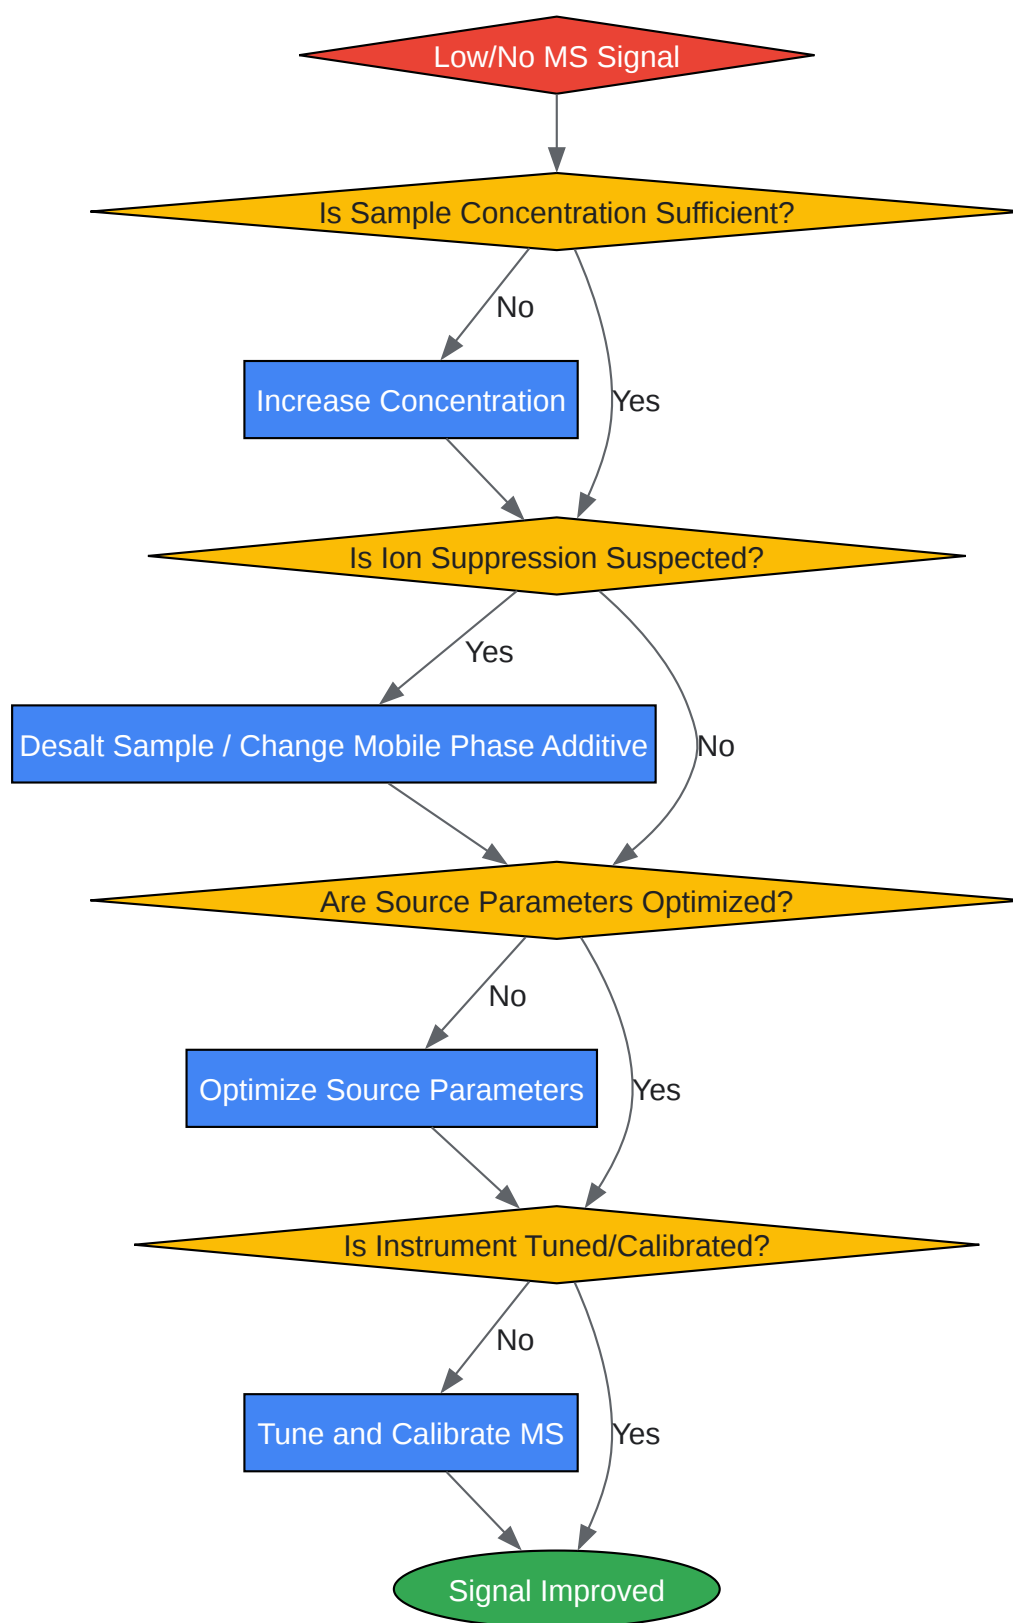 Low/No MS Signal
Is Sample Concentration Sufficient?
No
Increase Concentration
Yes
Is Ion Suppression Suspected?
Yes
Desalt Sample / Change Mobile Phase Additive
No
Are Source Parameters Optimized?
No
Optimize Source Parameters
Yes
Is Instrument Tuned/Calibrated?
No
Tune and Calibrate MS
Yes
Signal Improved